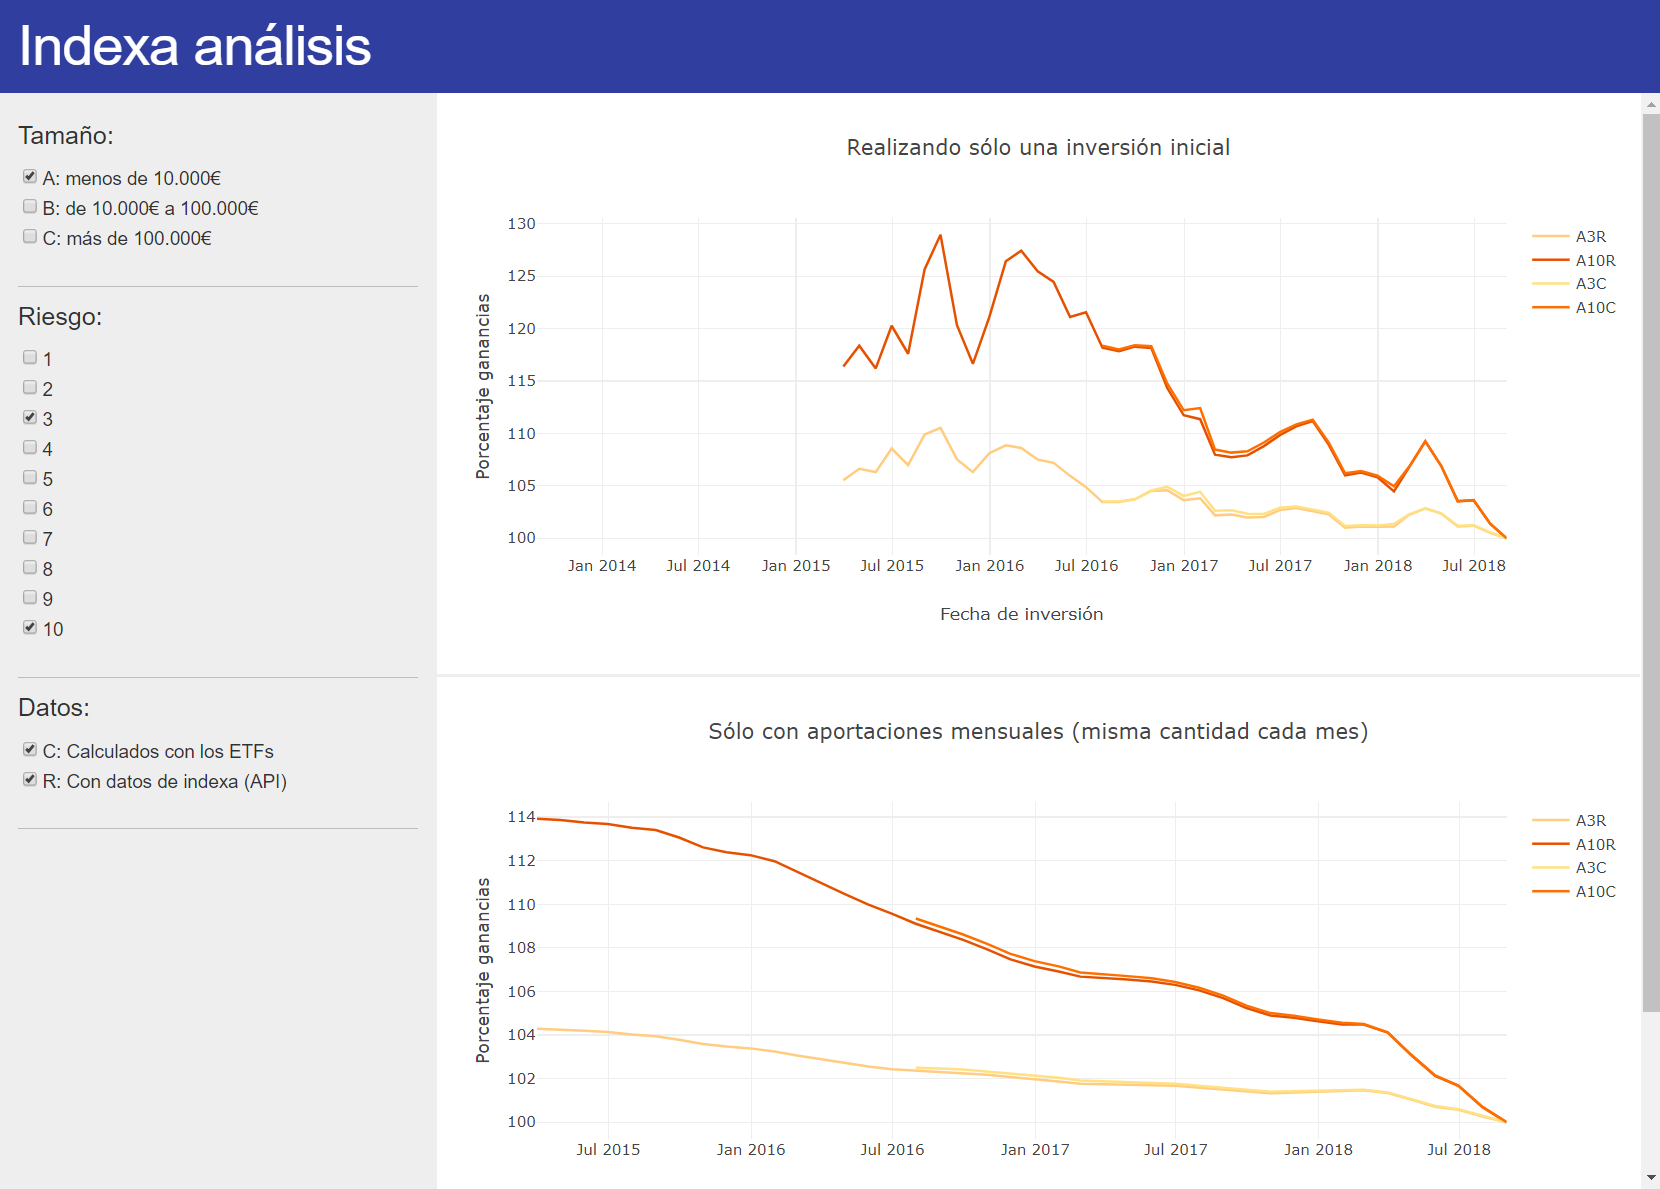 Indexa análisis
Tamaño:
A: menos de 10.000€
B: de 10.000€ a 100.000€
C: más de 100.000€
Riesgo:
1
2
3
4
5
6
7
8
9
10
Datos:
C: Calculados con los ETFs
R: Con datos de indexa (API)
Realizando sólo una inversión inicial
Porcentaje ganancias
130
125
120
115
110
105
100
Jan 2014 Jul 2014 Jan 2015 Jul 2015 Jan 2016 Jul 2016 Jan 2017 Jul 2017 Jan 2018 Jul 2018
Fecha de inversión
A3R
A10R
A3C
A10C
Sólo con aportaciones mensuales (misma cantidad cada mes)
Porcentaje ganancias
114
112
110
108
106
104
102
100
Jul 2015 Jan 2016 Jul 2016 Jan 2017 Jul 2017 Jan 2018 Jul 2018
A3R
A10R
A3C
A10C